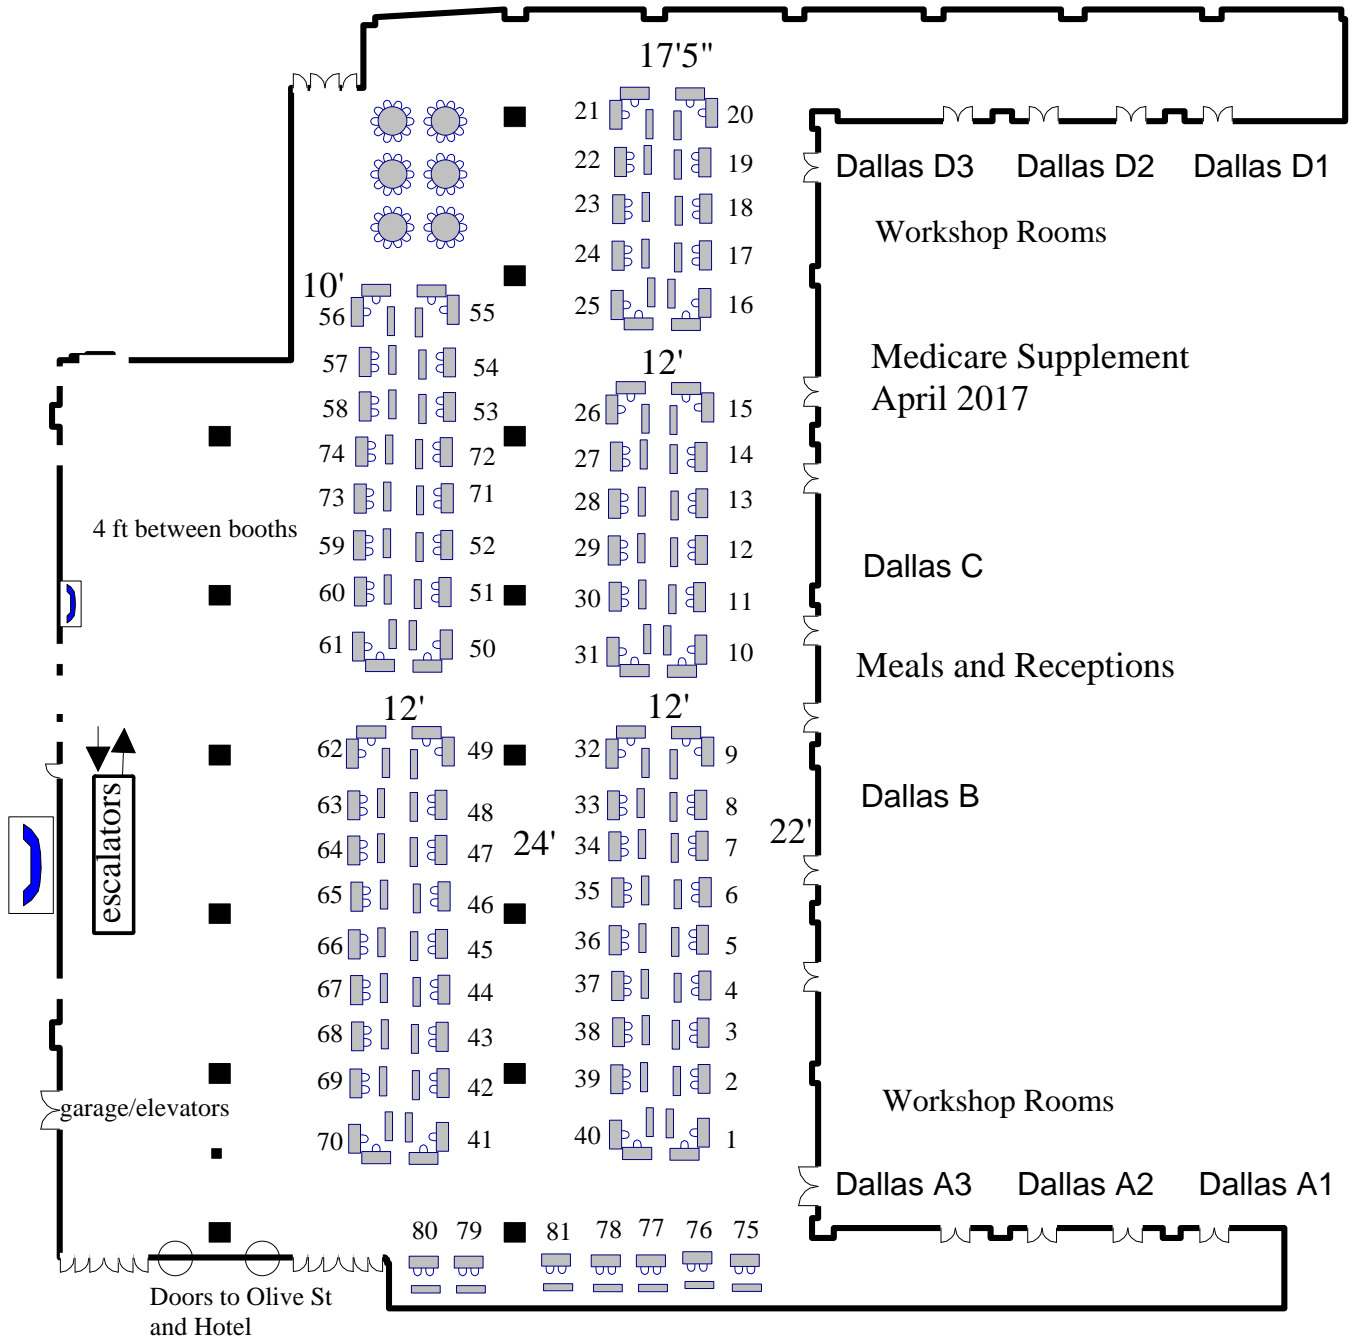 17'5"
21 20
22 19
Dallas D3 Dallas D2 Dallas D1
23 18
Workshop Rooms
24 17
10'
25 16
56 55
57 54
12'
Medicare Supplement
April 2017
58 53
26 15
74 72
27 14
73 71
28 13
4 ft between booths
59 52
29 12
Dallas C
60 51
30 11
61 50
31 10
Meals and Receptions
12' 12'
62 49
32 9
escalators
63 48
33 8
Dallas B
64 47
24'
34 7
22'
65 46
35 6
66 45
36 5
67 44
37 4
68 43
38 3
69 42
39 2
garage/elevators
Workshop Rooms
70 41
40 1
Dallas A3 Dallas A2 Dallas A1
80 79 81 78 77 76 75
Doors to Olive St
and Hotel